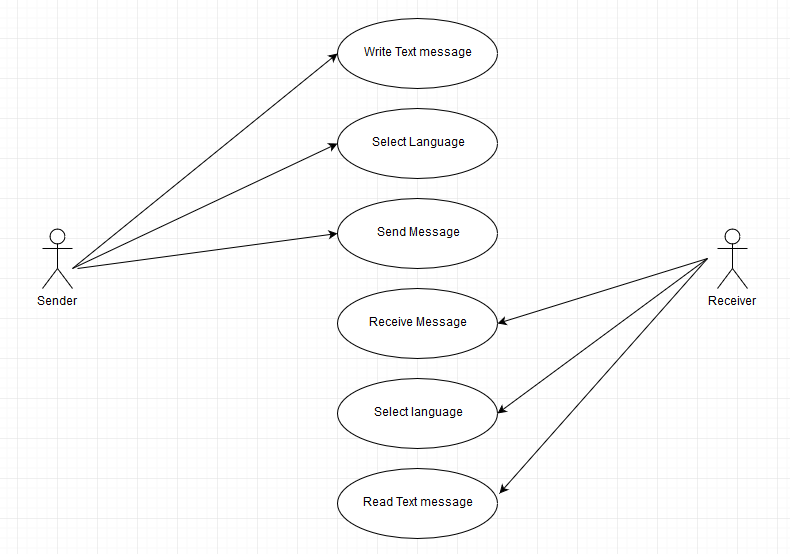 Write Text message
Select Language
Send Message
Sender
Receiver
Receive Message
Select language
Read Text message